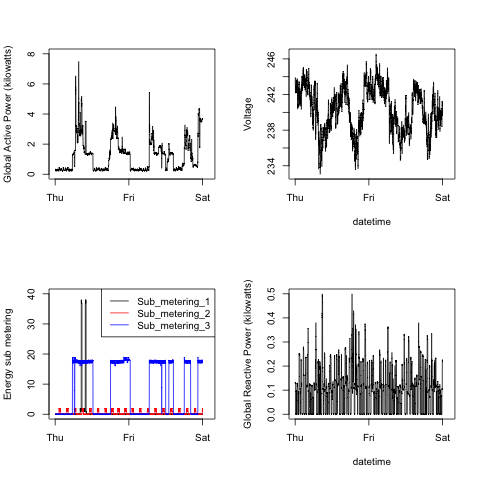 Global Active Power (kilowatts)
8
6
4
2
0
Thu Fri Sat
Voltage
246
242
238
234
Thu Fri Sat
datetime
Energy sub metering
40
30
20
10
0
Sub_metering_1
Sub_metering_2
Sub_metering_3
Thu Fri Sat
Global Reactive Power (kilowatts)
0.5
0.4
0.3
0.2
0.1
0.0
Thu Fri Sat
datetime